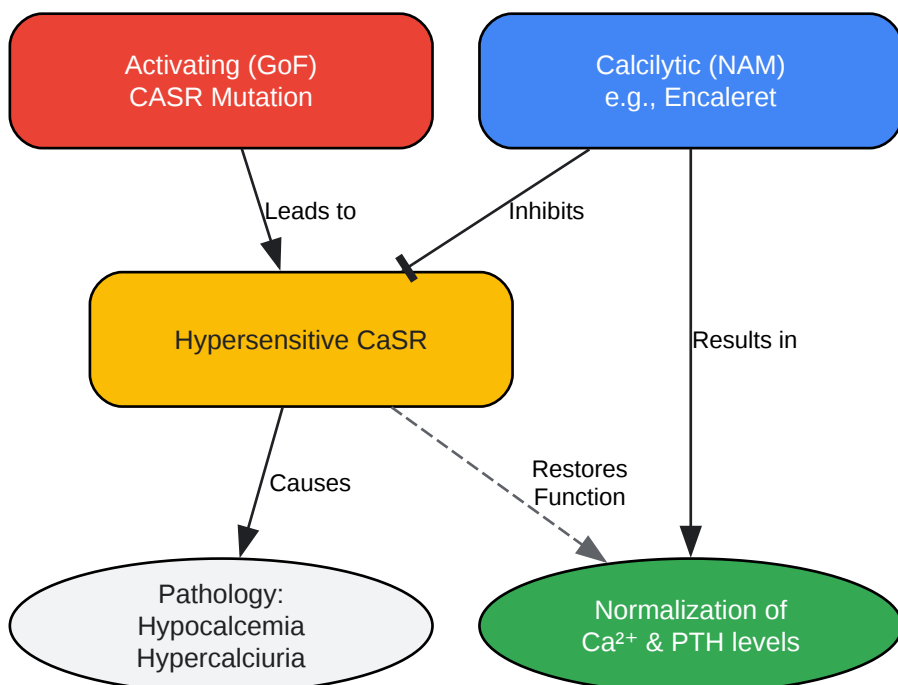 Activating (GoF)
CASR Mutation
Calcilytic (NAM)
e.g., Encaleret
Leads to
Inhibits
Hypersensitive CaSR
Results in
Causes
Restores
Function
Pathology:
Hypocalcemia
Hypercalciuria
Normalization of
Ca²⁺ & PTH levels